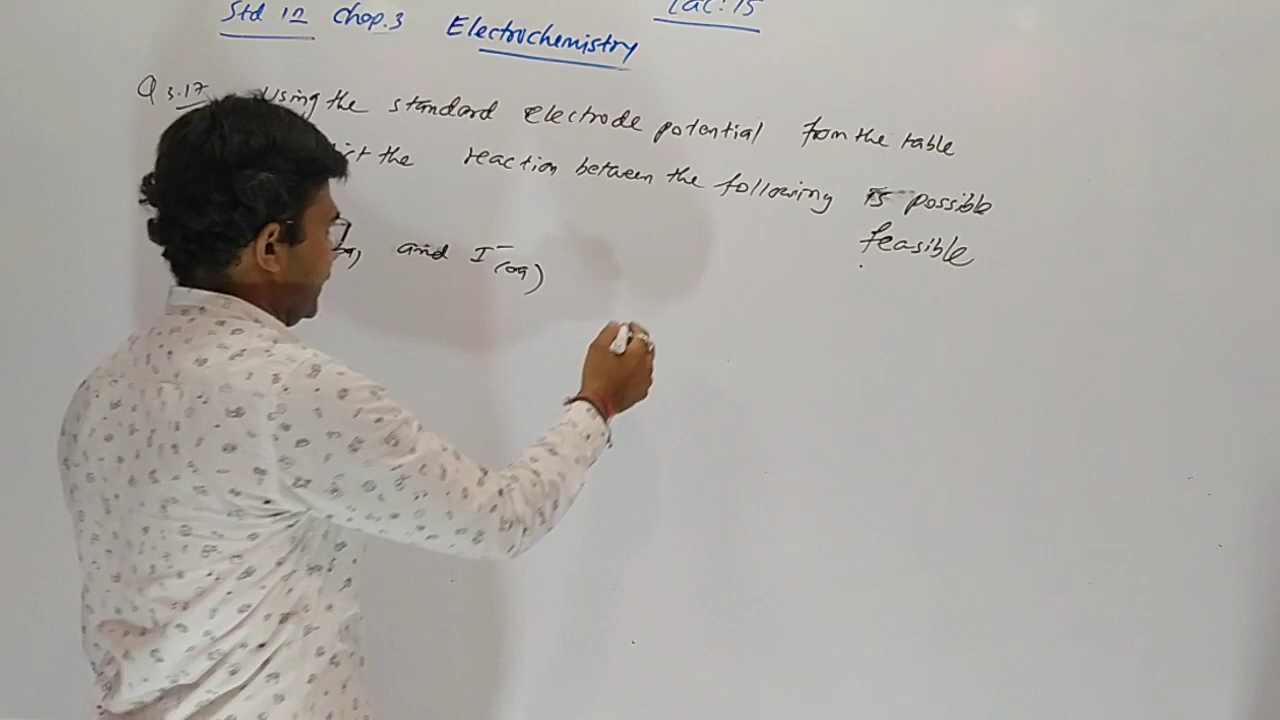 Std 12 Chap.3 Electrochemistry Lac:15
Q 3.17 Using the standard electrode potential from the table
the reaction between the following is possible
feasible
and I⁻(aq)